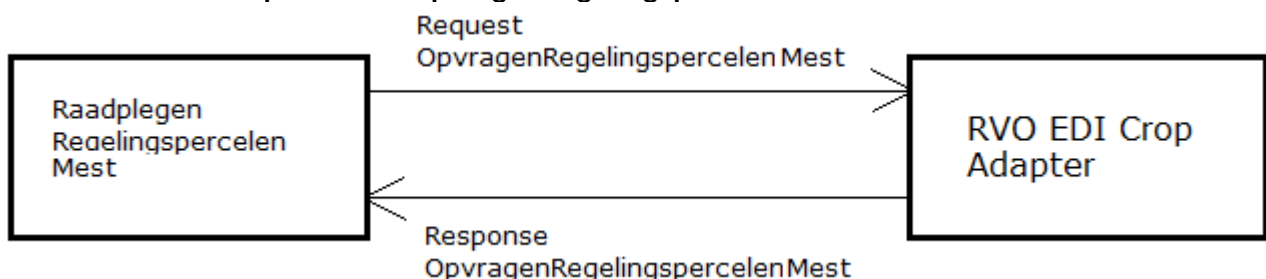 Request
OpvragenRegelingspercelen Mest
Raadplegen
Regelingspercelen
Mest
RVO EDI Crop
Adapter
Response
OpvragenRegelingspercelenMest